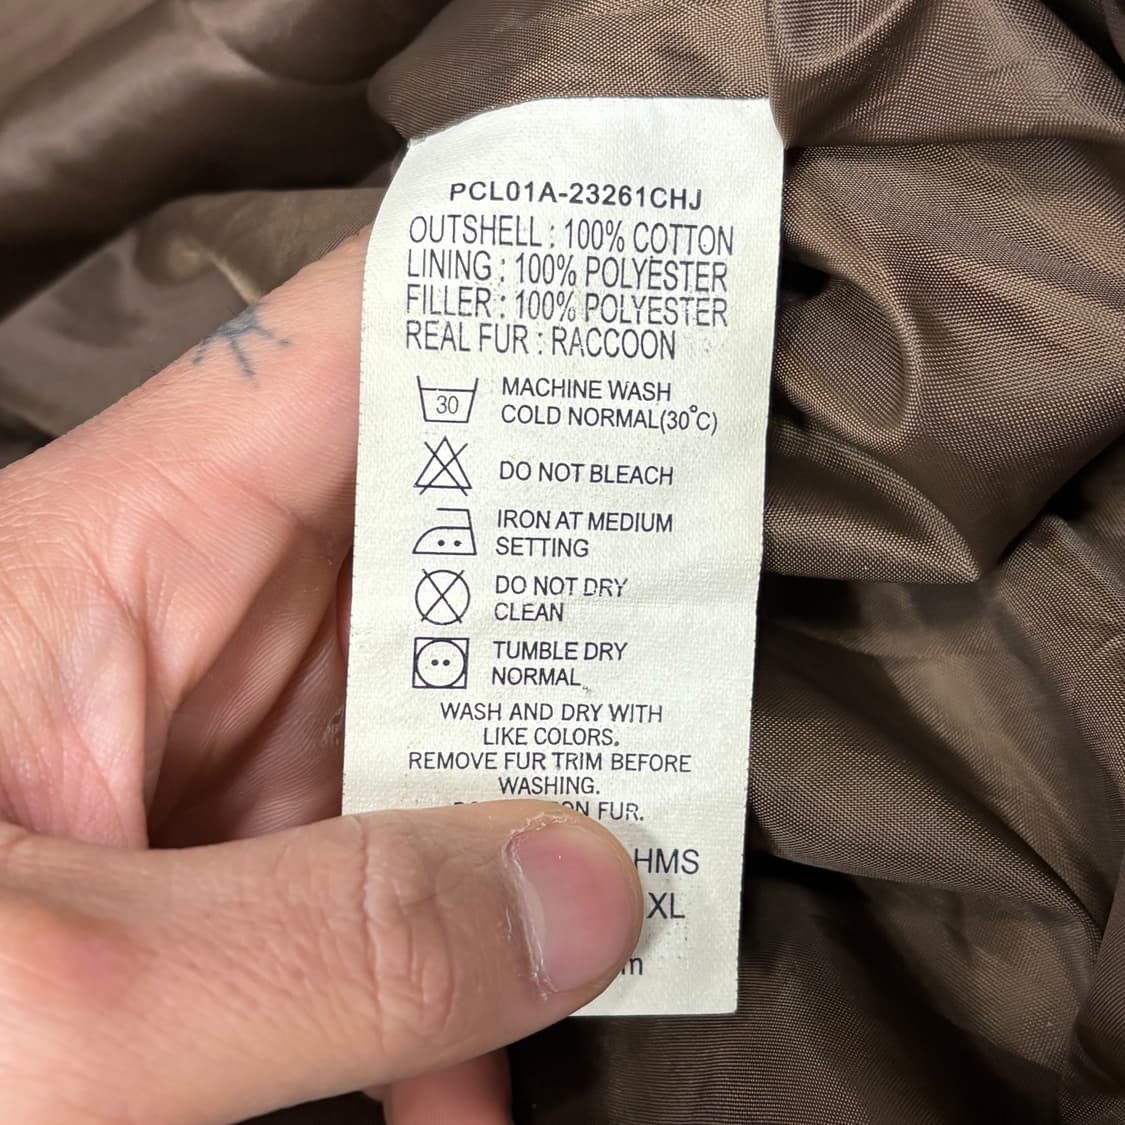 PCL01A-23261CHJ
OUTSHELL : 100% COTTON
LINING : 100% POLYESTER
FILLER : 100% POLYESTER
REAL FUR : RACCOON
30 MACHINE WASH
COLD NORMAL(30°C)
DO NOT BLEACH
IRON AT MEDIUM
SETTING
DO NOT DRY
CLEAN
TUMBLE DRY
NORMAL
WASH AND DRY WITH
LIKE COLORS.
REMOVE FUR TRIM BEFORE
WASHING.
FUR.
HMS
XL